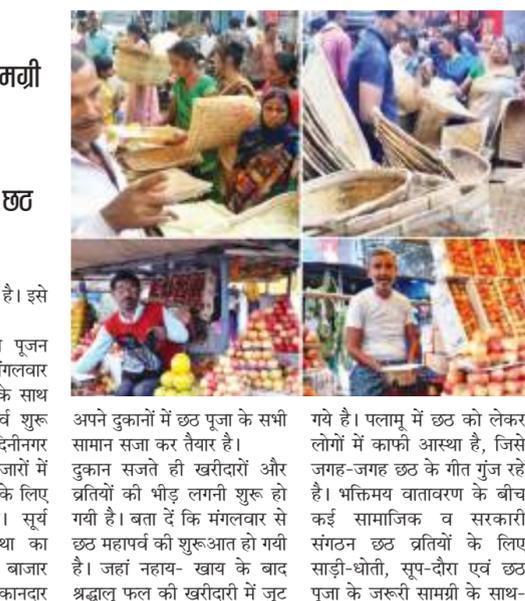 मग्री
छठ
है। इसे
पूजन
मंगलवार
के साथ
र्व शुरू
दिनीनगर
जारों में
के लिए
। सूर्य
था का
बाजार
कानदार
अपने दुकानों में छठ पूजा के सभी
सामान सजा कर तैयार है।
दुकान सजते ही खरीदारों और
व्रतियों की भीड़ लगनी शुरू हो
गयी है। बता दें कि मंगलवार से
छठ महापर्व की शुरूआत हो गयी
है। जहां नहाय- खाय के बाद
श्रद्धालु फल की खरीदारी में जूट
गये है। पलामू में छठ को लेकर
लोगों में काफी आस्था है, जिसे
जगह-जगह छठ के गीत गुंज रहे
है। भक्तिमय वातावरण के बीच
कई सामाजिक व सरकारी
संगठन छठ व्रतियों के लिए
साड़ी-धोती, सूप-दौरा एवं छठ
पूजा के जरूरी सामग्री के साथ-